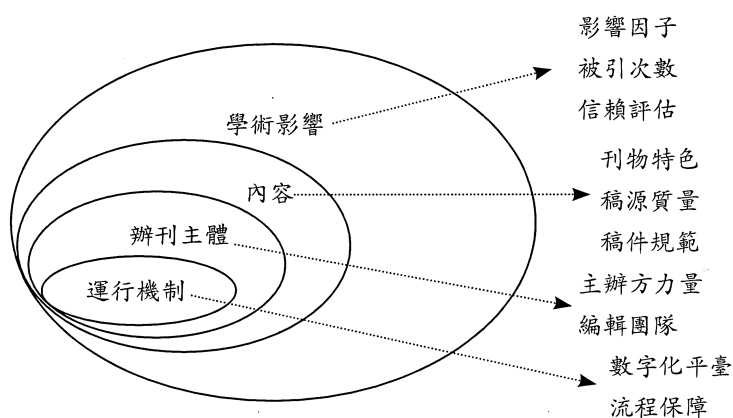 影響因子
被引次數
信賴評估
學術影響
刊物特色
稿源質量
稿件規範
內容
主辦方力量
編輯團隊
辦刊主體
數字化平臺
流程保障
運行機制